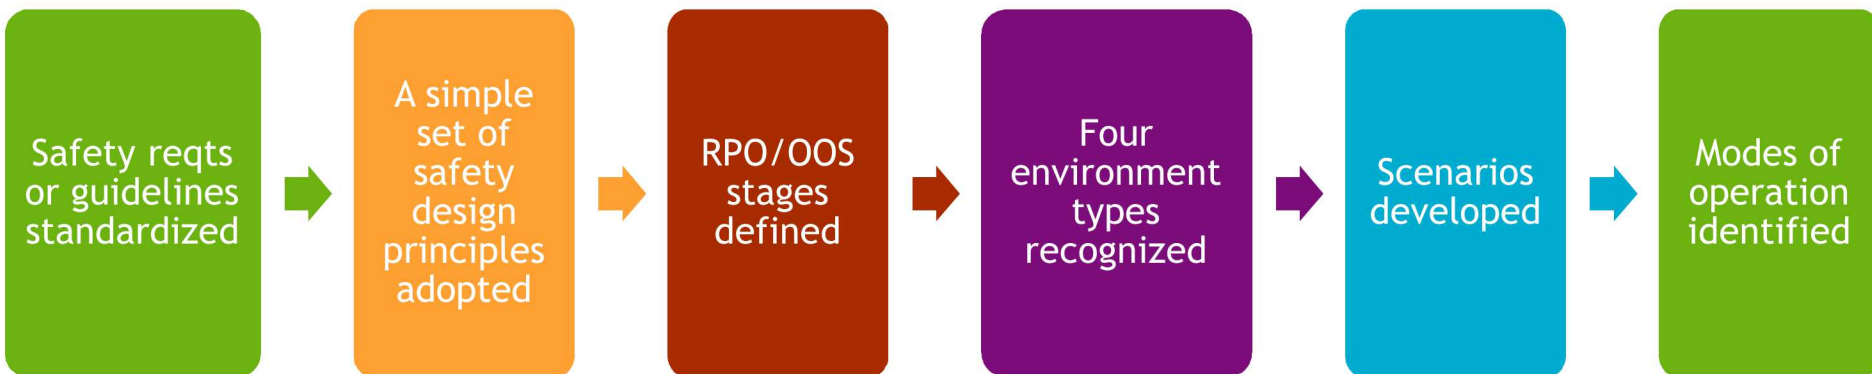 Safety reqts
or guidelines
standardized
A simple
set of
safety
design
principles
adopted
RPO/OOS
stages
defined
Four
environment
types
recognized
Scenarios
developed
Modes of
operation
identified